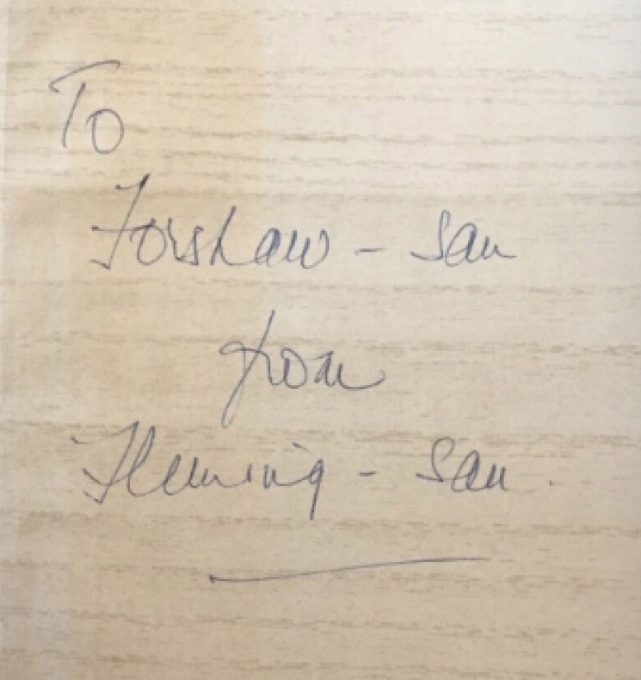 To
Forshaw - san
from
Fleming - san.